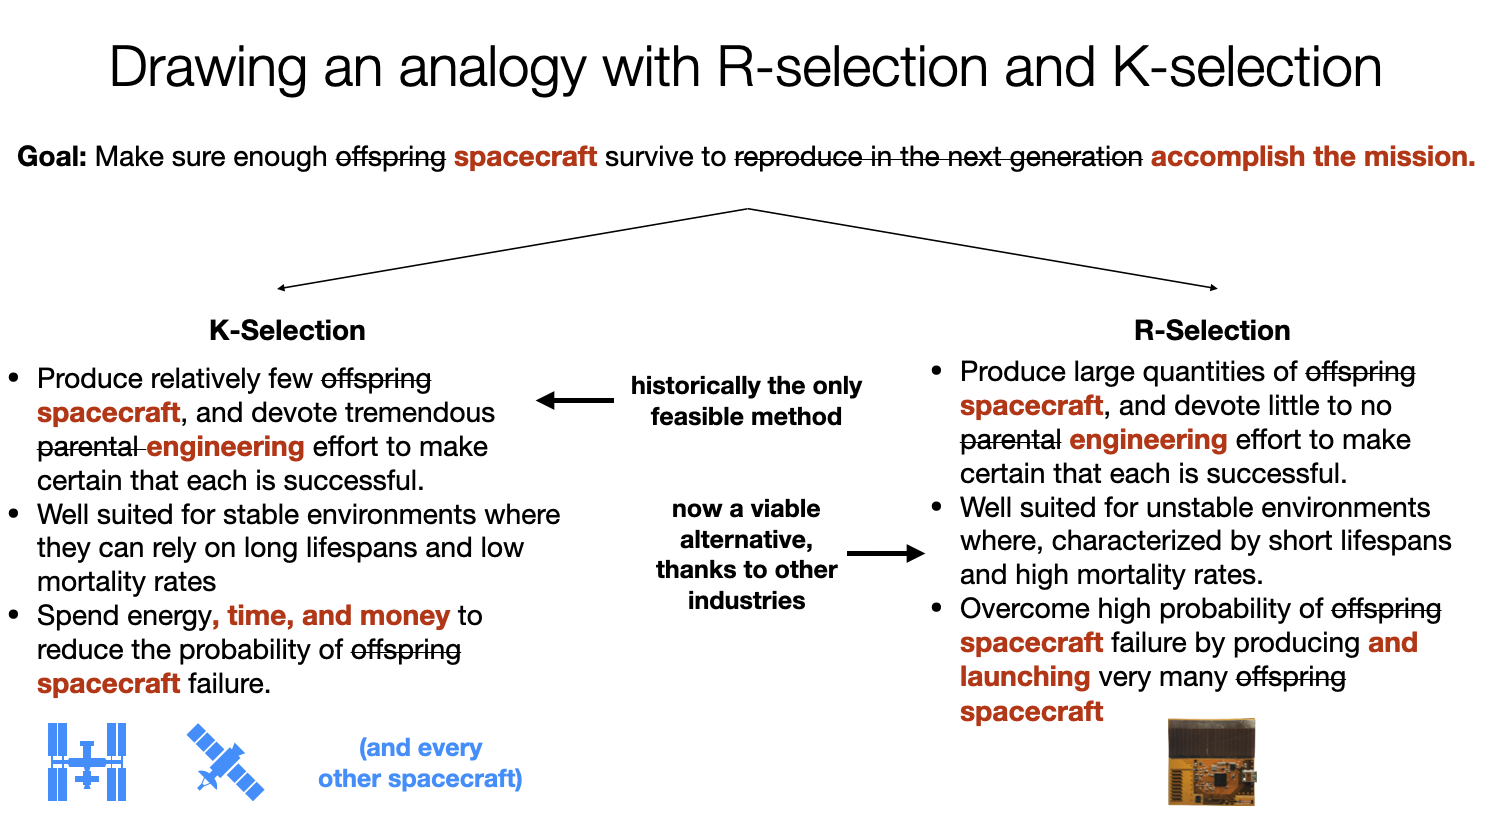 Drawing an analogy with R-selection and K-selection
Goal: Make sure enough offspring spacecraft survive to reproduce in the next generation accomplish the mission.
K-Selection
• Produce relatively few offspring
spacecraft, and devote tremendous
parental engineering effort to make
certain that each is successful.
• Well suited for stable environments where
they can rely on long lifespans and low
mortality rates
• Spend energy, time, and money to
reduce the probability of offspring
spacecraft failure.
(and every
other spacecraft)
historically the only
feasible method
now a viable
alternative,
thanks to other
industries
R-Selection
• Produce large quantities of offspring
spacecraft, and devote little to no
parental engineering effort to make
certain that each is successful.
• Well suited for unstable environments
where, characterized by short lifespans
and high mortality rates.
• Overcome high probability of offspring
spacecraft failure by producing and
launching very many offspring
spacecraft